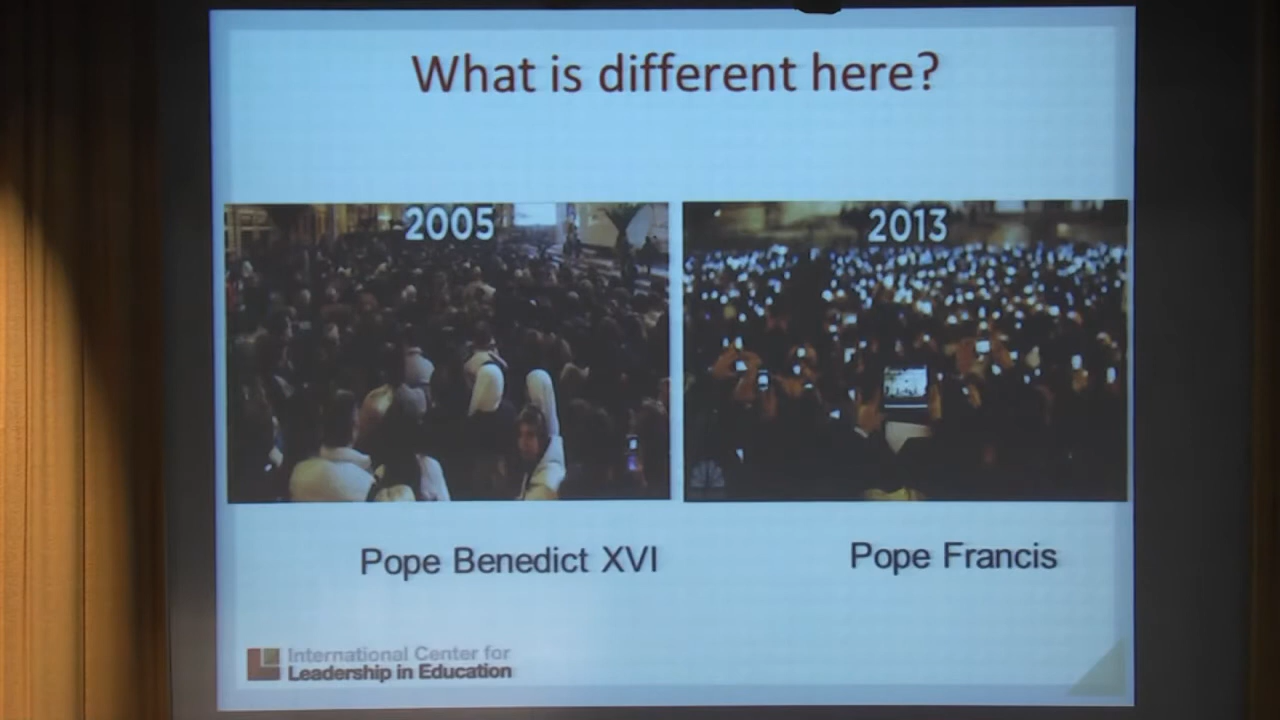 What is different here?
2005
2013
Pope Benedict XVI
Pope Francis
International Center for
Leadership in Education